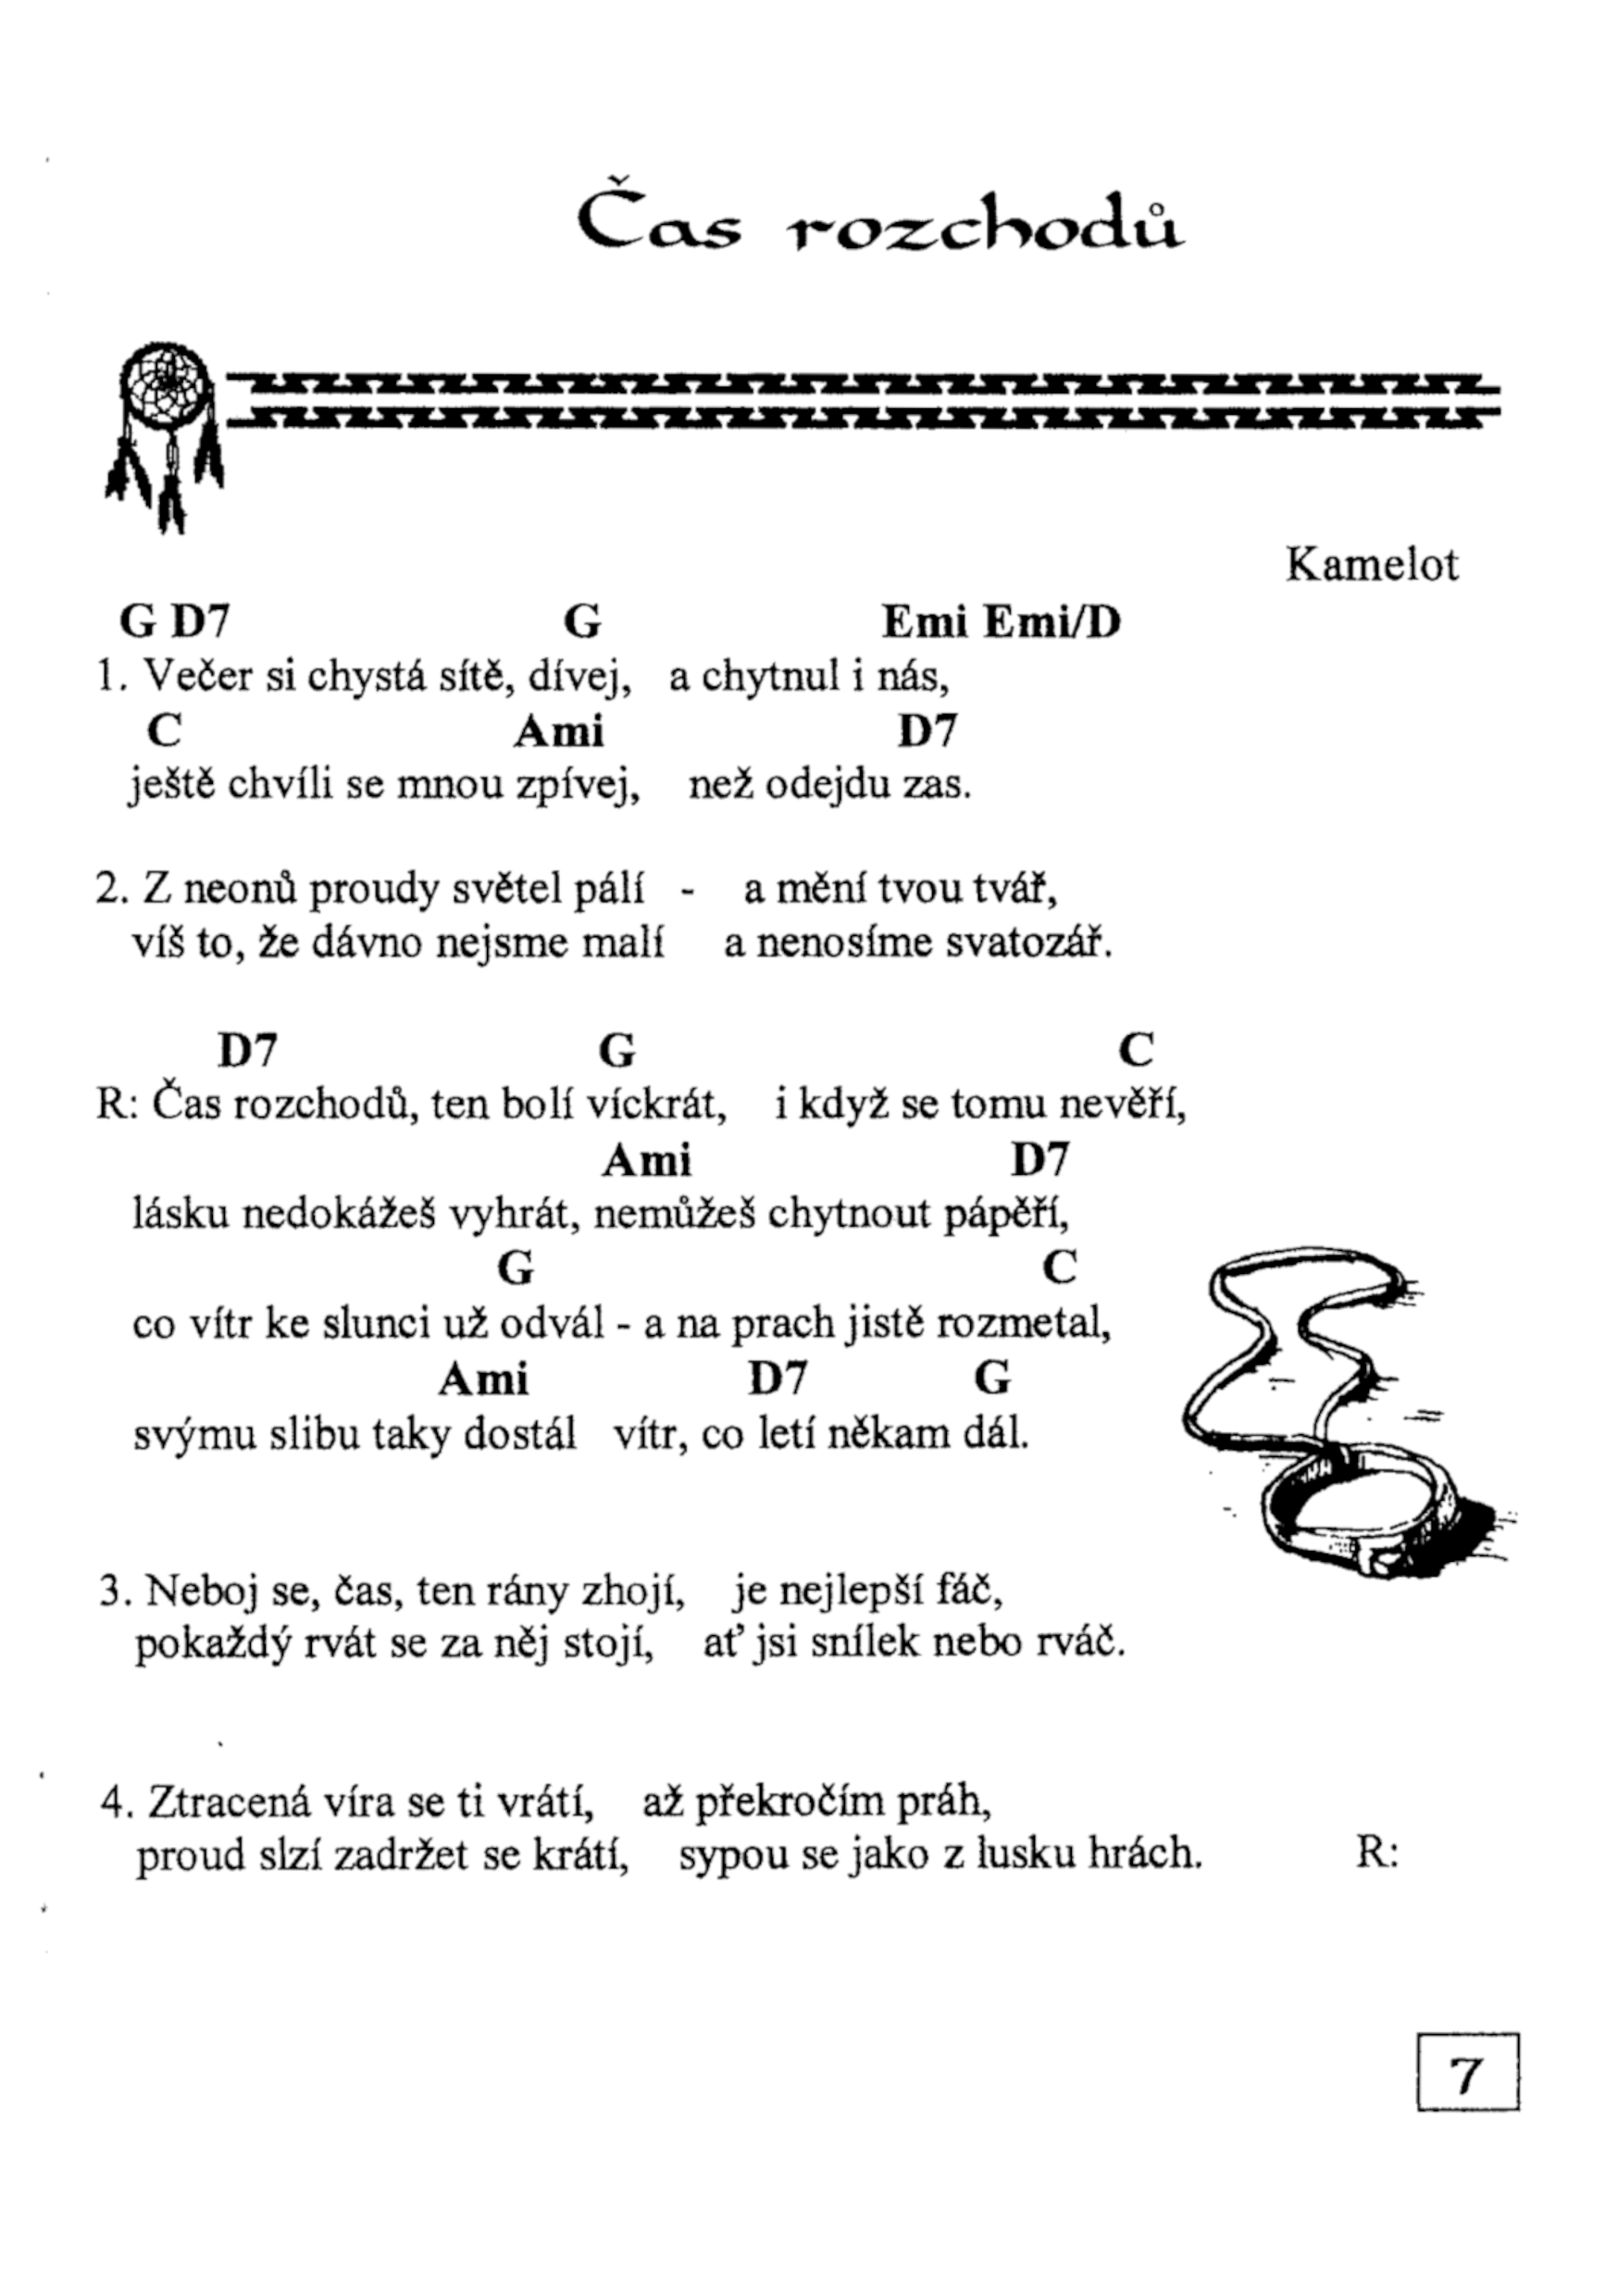 Čas rozchodů
Kamelot
G D7 G Emi Emi/D
1. Večer si chystá sítě, dívej, a chytnul i nás,
C Ami D7
ještě chvíli se mnou zpívej, než odejdu zas.
2. Z neonů proudy světel pálí - a mění tvou tvář,
víš to, že dávno nejsme malí a nenosíme svatozář.
D7 G C
R: Čas rozchodů, ten bolí víckrát, i když se tomu nevěří,
Ami D7
lásku nedokážeš vyhrát, nemůžeš chytnout pápěří,
G C
co vítr ke slunci už odvál - a na prach jistě rozmetal,
Ami D7 G
svýmu slibu taky dostál vítr, co letí někam dál.
3. Neboj se, čas, ten rány zhojí, je nejlepší fáč,
pokaždý rvát se za něj stojí, ať jsi snílek nebo rváč.
4. Ztracená víra se ti vrátí, až překročím práh,
proud slzí zadržet se krátí, sypou se jako z lusku hrách. R:
7